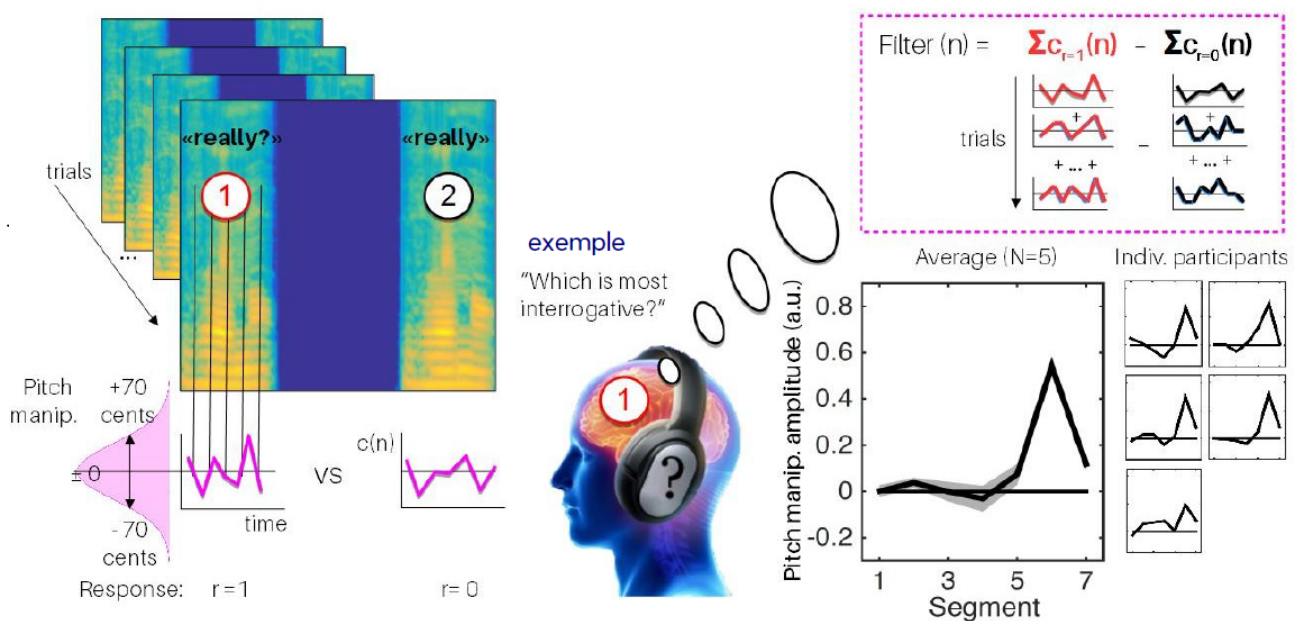 «really?»
«really»
trials
1
2
...
Pitch
manip.
+70
cents
± 0
-70
cents
time
VS
c(n)
Response:
r = 1
r= 0
exemple
"Which is most
interrogative?"
1
?
Filter (n) = Σc_{r=1}(n) - Σc_{r=0}(n)
trials
+
+
-
+ ... +
+ ... +
Average (N=5)
Indiv. participants
Pitch manip. amplitude (a.u.)
0.8
0.6
0.4
0.2
0
-0.2
1
3
5
7
Segment